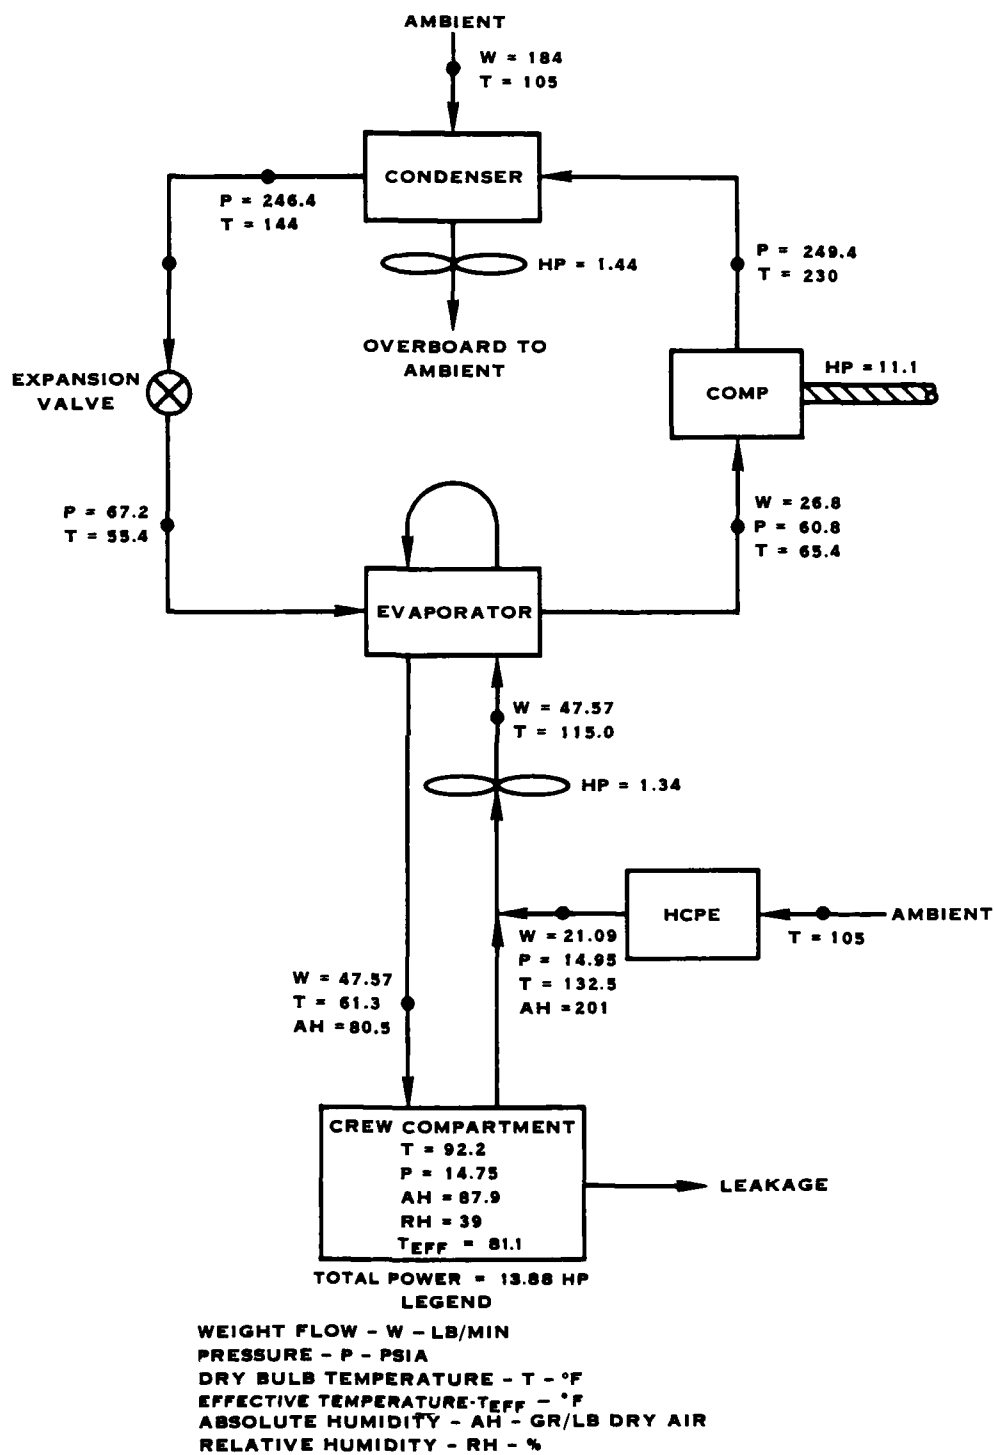 AMBIENT
W = 184
T = 105
CONDENSER
P = 246.4
T = 144
HP = 1.44
P = 249.4
T = 230
OVERBOARD TO
AMBIENT
EXPANSION
VALVE
HP = 11.1
COMP
P = 67.2
T = 55.4
W = 26.8
P = 60.8
T = 65.4
EVAPORATOR
W = 47.57
T = 115.0
HP = 1.34
HCPE
AMBIENT
T = 105
W = 21.09
P = 14.95
T = 132.5
AH = 201
W = 47.57
T = 61.3
AH = 80.5
CREW COMPARTMENT
T = 92.2
P = 14.75
AH = 87.9
RH = 39
TEFF = 81.1
LEAKAGE
TOTAL POWER = 13.88 HP
LEGEND
WEIGHT FLOW - W - LB/MIN
PRESSURE - P - PSIA
DRY BULB TEMPERATURE - T - °F
EFFECTIVE TEMPERATURE-TEFF - °F
ABSOLUTE HUMIDITY - AH - GR/LB DRY AIR
RELATIVE HUMIDITY - RH - %